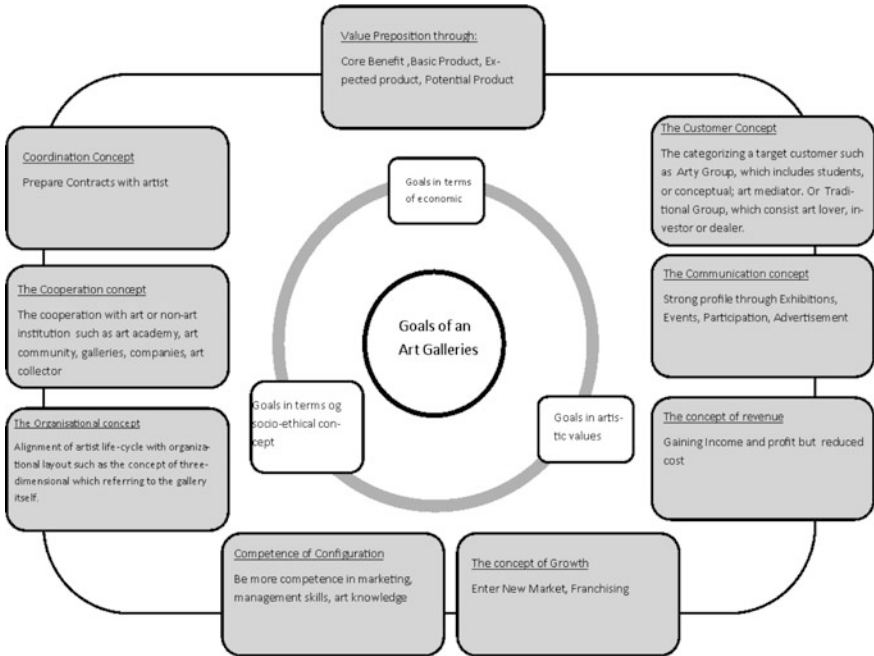 Value Preposition through:
Core Benefit ,Basic Product, Ex-
pected product, Potential Product
Coordination Concept
Prepare Contracts with artist
The Customer Concept
The categorizing a target customer such
as Arty Group, which includes students,
or conceptual; art mediator. Or Tradi-
tional Group, which consist art lover, in-
vestor or dealer.
Goals in terms
of economic
The Cooperation concept
The cooperation with art or non-art
institution such as art academy, art
community, galleries, companies, art
collector
The Communication concept
Strong profile through Exhibitions,
Events, Participation, Advertisement
Goals of an
Art Galleries
Goals in terms og
socio-ethical con-
cept
Goals in artis-
tic values
The Organisational concept
Alignment of artist life-cycle with organiza-
tional layout such as the concept of three-
dimensional which referring to the gallery
itself.
The concept of revenue
Gaining Income and profit but reduced
cost
Competence of Configuration
Be more competence in marketing,
management skills, art knowledge
The concept of Growth
Enter New Market, Franchising